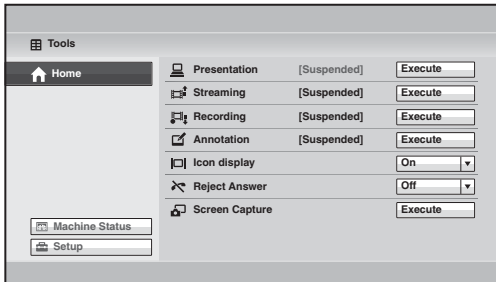 Tools
Home
Presentation [Suspended] Execute
Streaming [Suspended] Execute
Recording [Suspended] Execute
Annotation [Suspended] Execute
Icon display On
Reject Answer Off
Screen Capture Execute
Machine Status
Setup